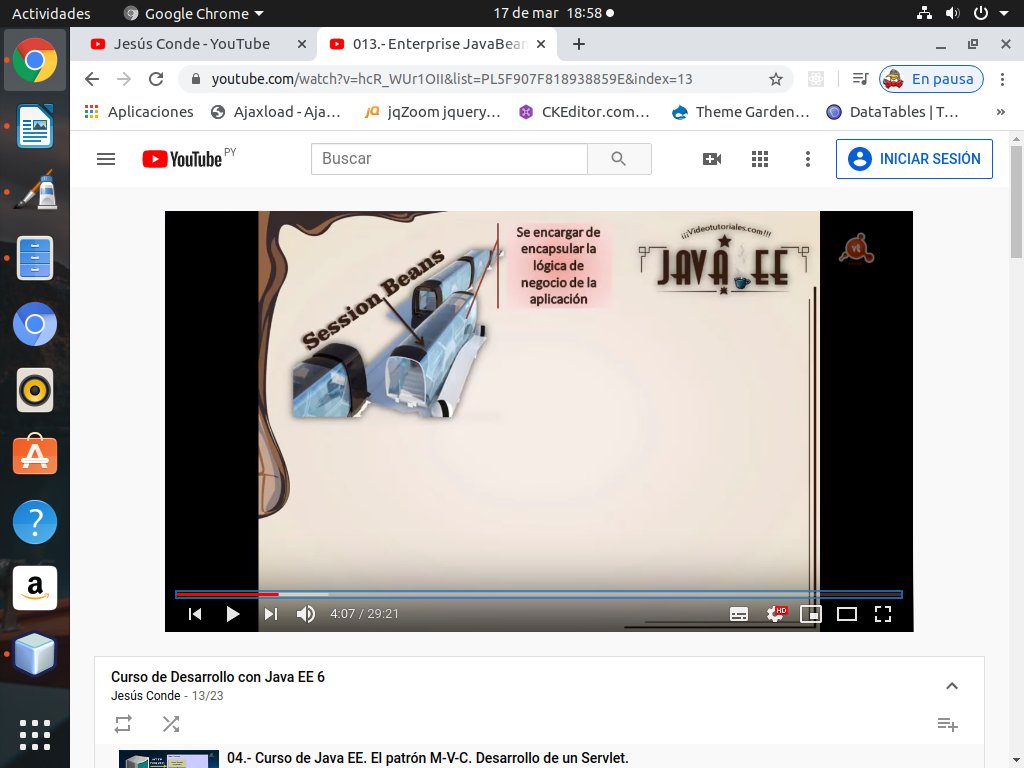 Actividades
Google Chrome
17 de mar 18:58
Jesús Conde - YouTube
013.- Enterprise JavaBean
youtube.com/watch?v=hcR_WUr1OII&list=PL5F907F818938859E&index=13
En pausa
Aplicaciones
Ajaxload - Aja...
jqZoom jquery...
CKEditor.com...
Theme Garden...
DataTables | T...
»
YouTube PY
Buscar
INICIAR SESIÓN
Session Beans
Se encargar de
encapsular la
lógica de
negocio de la
aplicación
¡¡¡Videotutoriales.com!!!
JAVA EE
vt
4:07 / 29:21
HD
Curso de Desarrollo con Java EE 6
Jesús Conde - 13/23
04.- Curso de Java EE. El patrón M-V-C. Desarrollo de un Servlet.